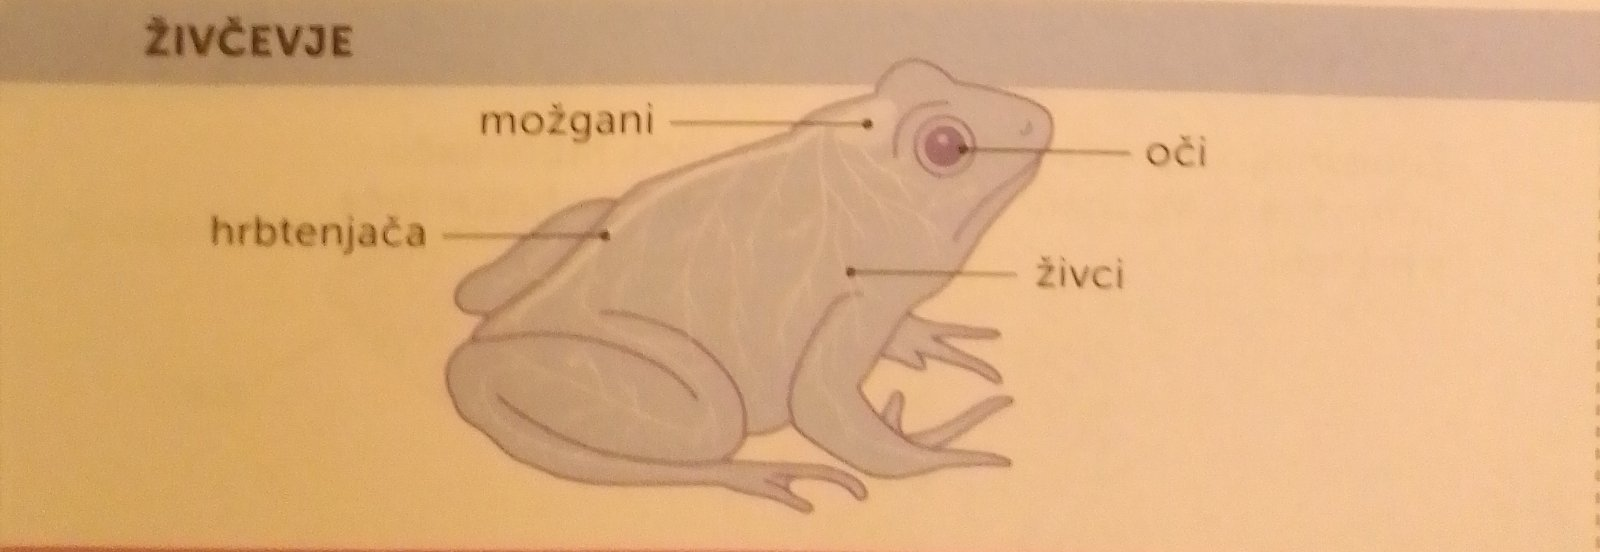 ŽIVČEVJE
možgani
oči
hrbtenjača
živci